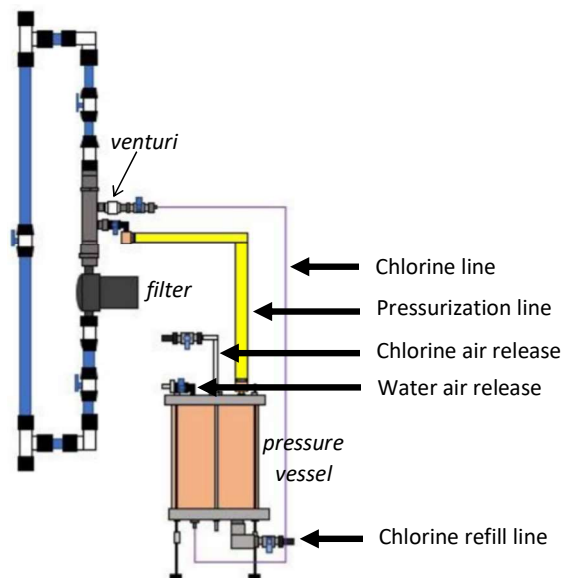 venturi
filter
Chlorine line
Pressurization line
Chlorine air release
Water air release
pressure
vessel
Chlorine refill line